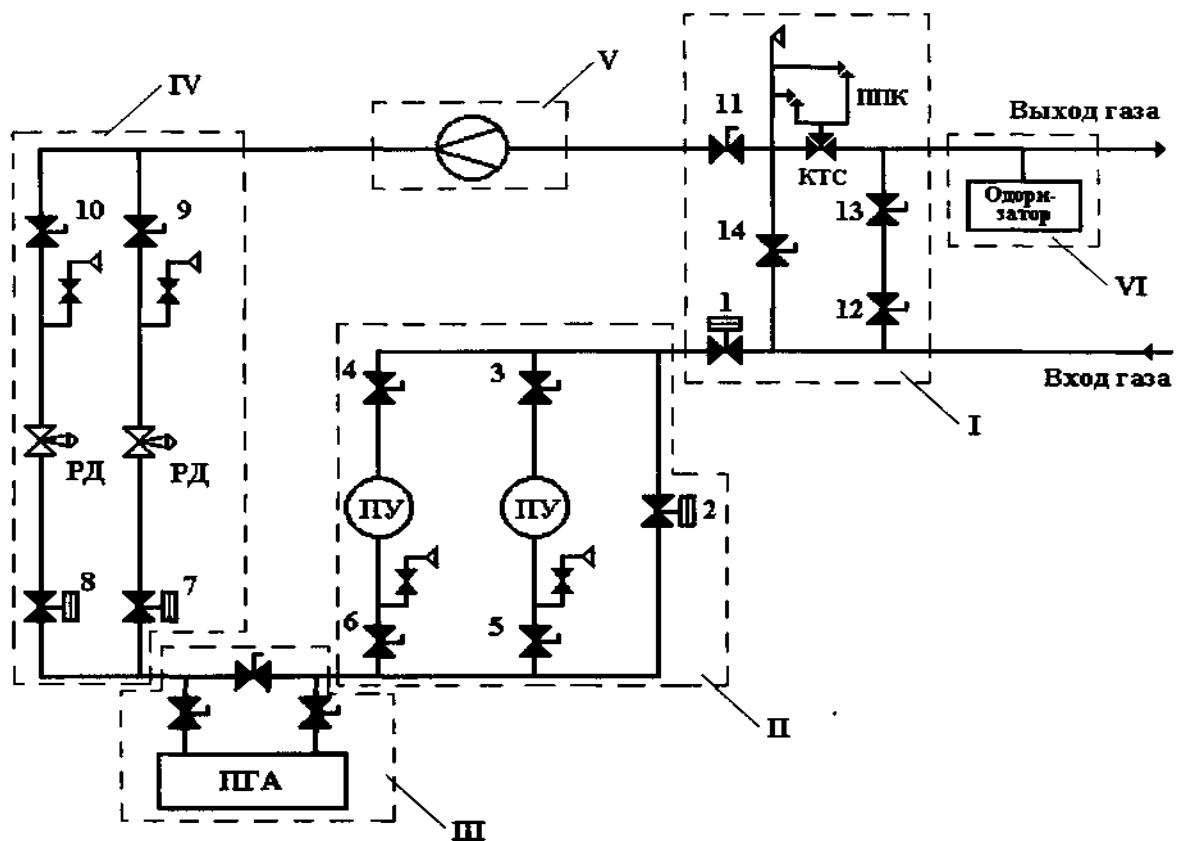 V
IV
11
ППК
Выход газа
КТС
10
9
13
Одори-
затор
14
1
12
VI
4
3
Вход газа
I
РД
РД
ПУ
ПУ
2
8
7
6
5
II
ПГА
III